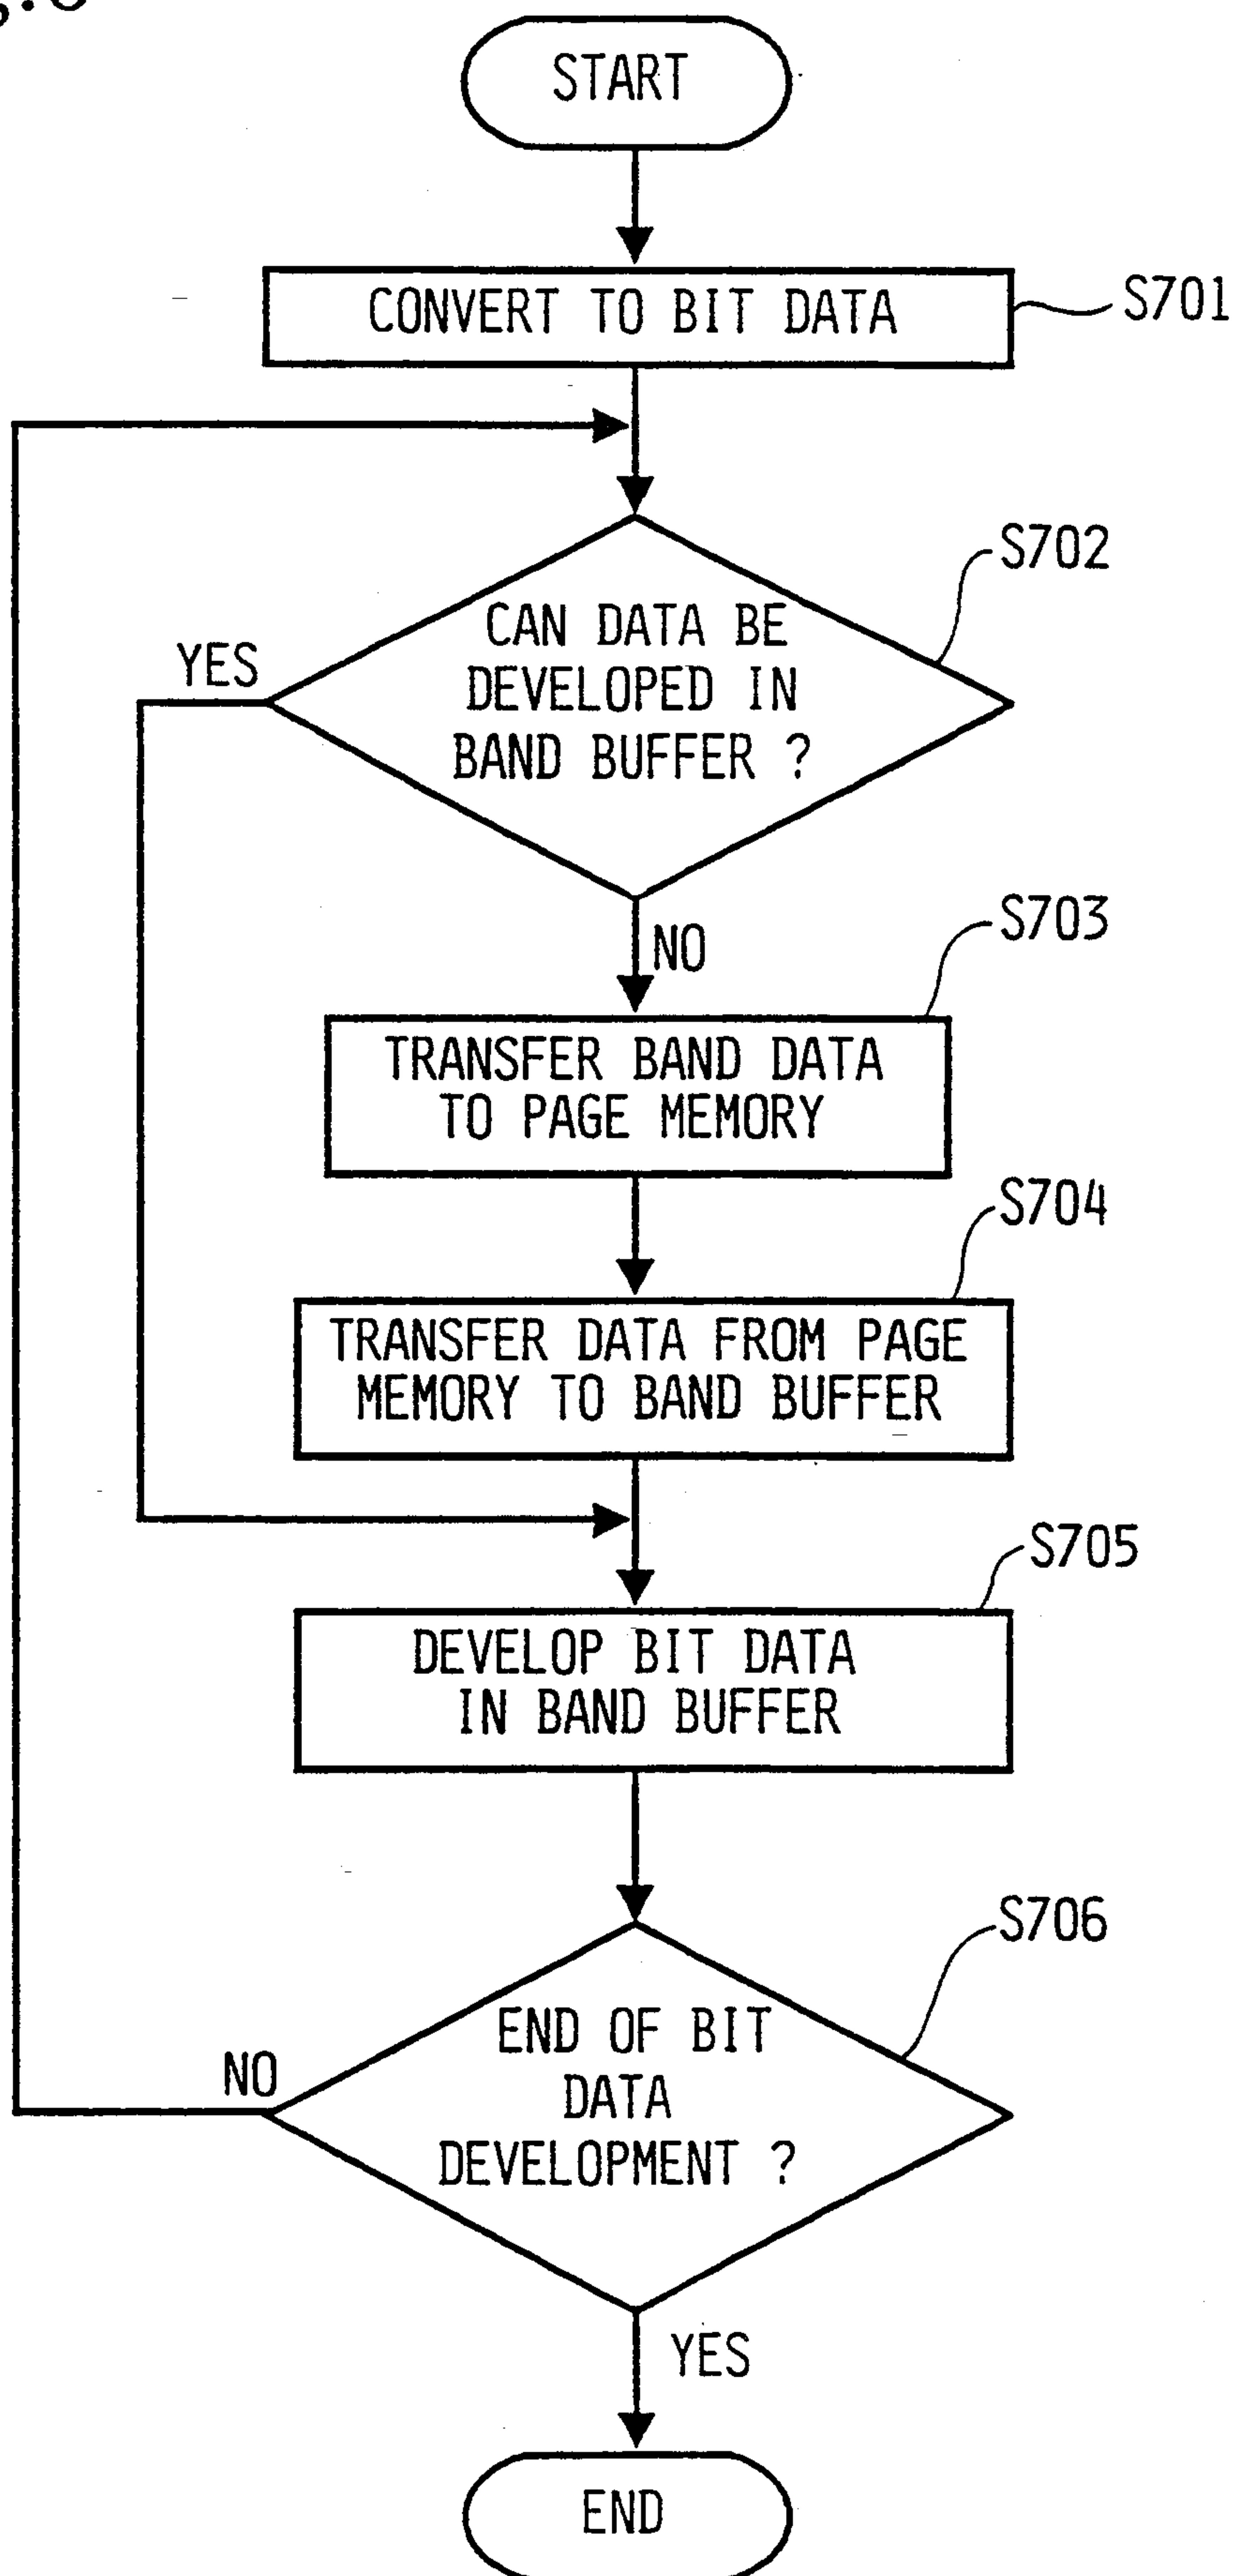 START
CONVERT TO BIT DATA
S701
S702
CAN DATA BE
DEVELOPED IN
BAND BUFFER ?
YES
NO
S703
TRANSFER BAND DATA
TO PAGE MEMORY
S704
TRANSFER DATA FROM PAGE
MEMORY TO BAND BUFFER
S705
DEVELOP BIT DATA
IN BAND BUFFER
S706
END OF BIT
DATA
DEVELOPMENT ?
NO
YES
END